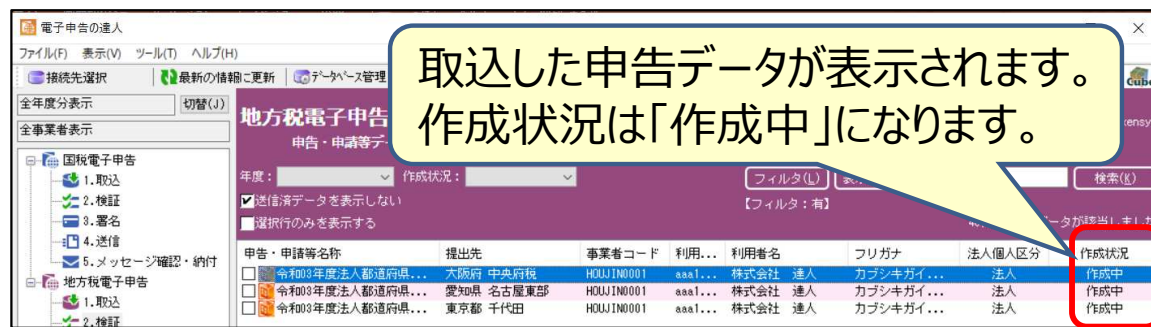 電子申告の達人
ファイル(F) 表示(V) ツール(T) ヘルプ(H)
接続先選択 最新の情報に更新 データベース管理
取込した申告データが表示されます。
作成状況は「作成中」になります。
全年度分表示 切替(J)
全事業者表示
国税電子申告
1.取込
2.検証
3.署名
4.送信
5.メッセージ確認・納付
地方税電子申告
1.取込
2.検証
地方税電子申告
申告・申請等デ
年度: 作成状況: フィルタ(L) 検索(K)
送信済データを表示しない 【フィルタ:有】
選択行のみを表示する
タが該当しました
申告・申請等名称 提出先 事業者コード 利用... 利用者名 フリガナ 法人個人区分 作成状況
令和03年度法人都道府県... 大阪府 中央府税 HOUJIN0001 aaa1... 株式会社 達人 カブシキガイ... 法人 作成中
令和03年度法人都道府県... 愛知県 名古屋東部 HOUJIN0001 aaa1... 株式会社 達人 カブシキガイ... 法人 作成中
令和03年度法人都道府県... 東京都 千代田 HOUJIN0001 aaa1... 株式会社 達人 カブシキガイ... 法人 作成中